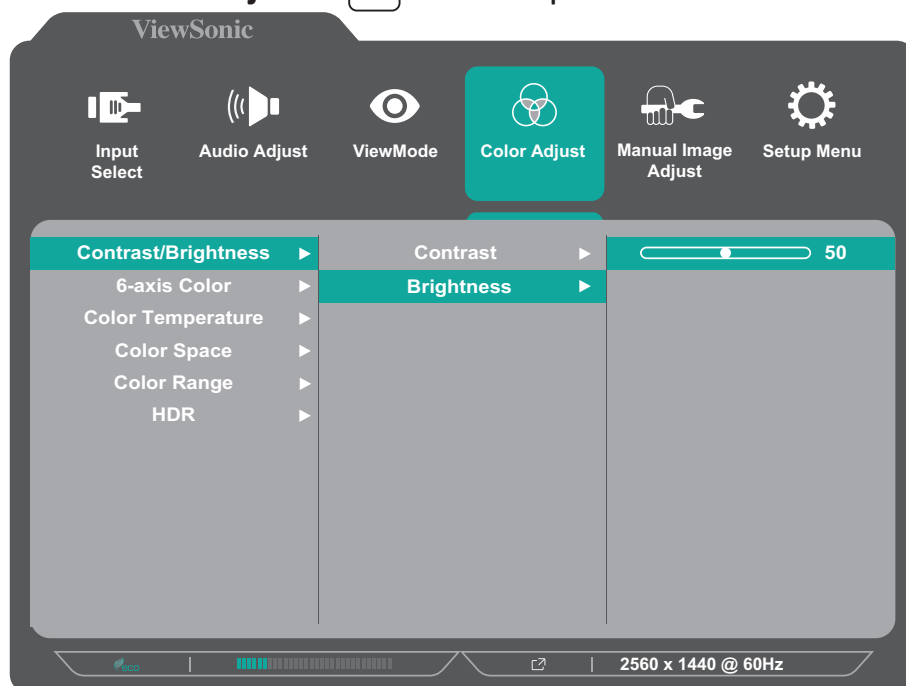 ViewSonic
Input Select
Audio Adjust
ViewMode
Color Adjust
Manual Image Adjust
Setup Menu
Contrast/Brightness
Contrast
50
6-axis Color
Brightness
Color Temperature
Color Space
Color Range
HDR
eco
2560 x 1440 @ 60Hz